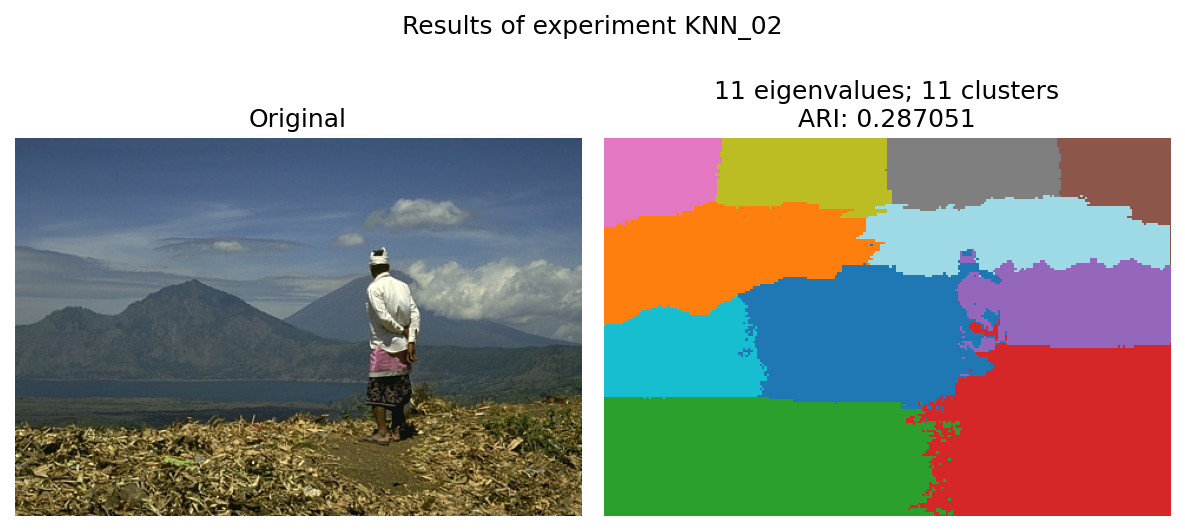 Results of experiment KNN_02
Original
11 eigenvalues; 11 clusters
ARI: 0.287051